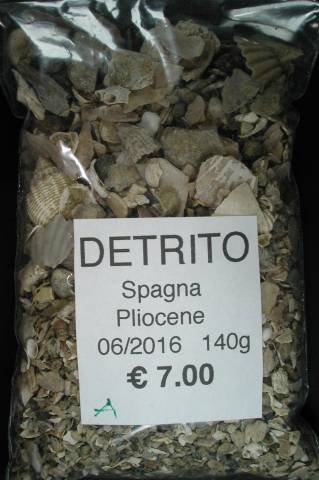 DETRITO
Spagna
Pliocene
06/2016 140g
€ 7.00
A